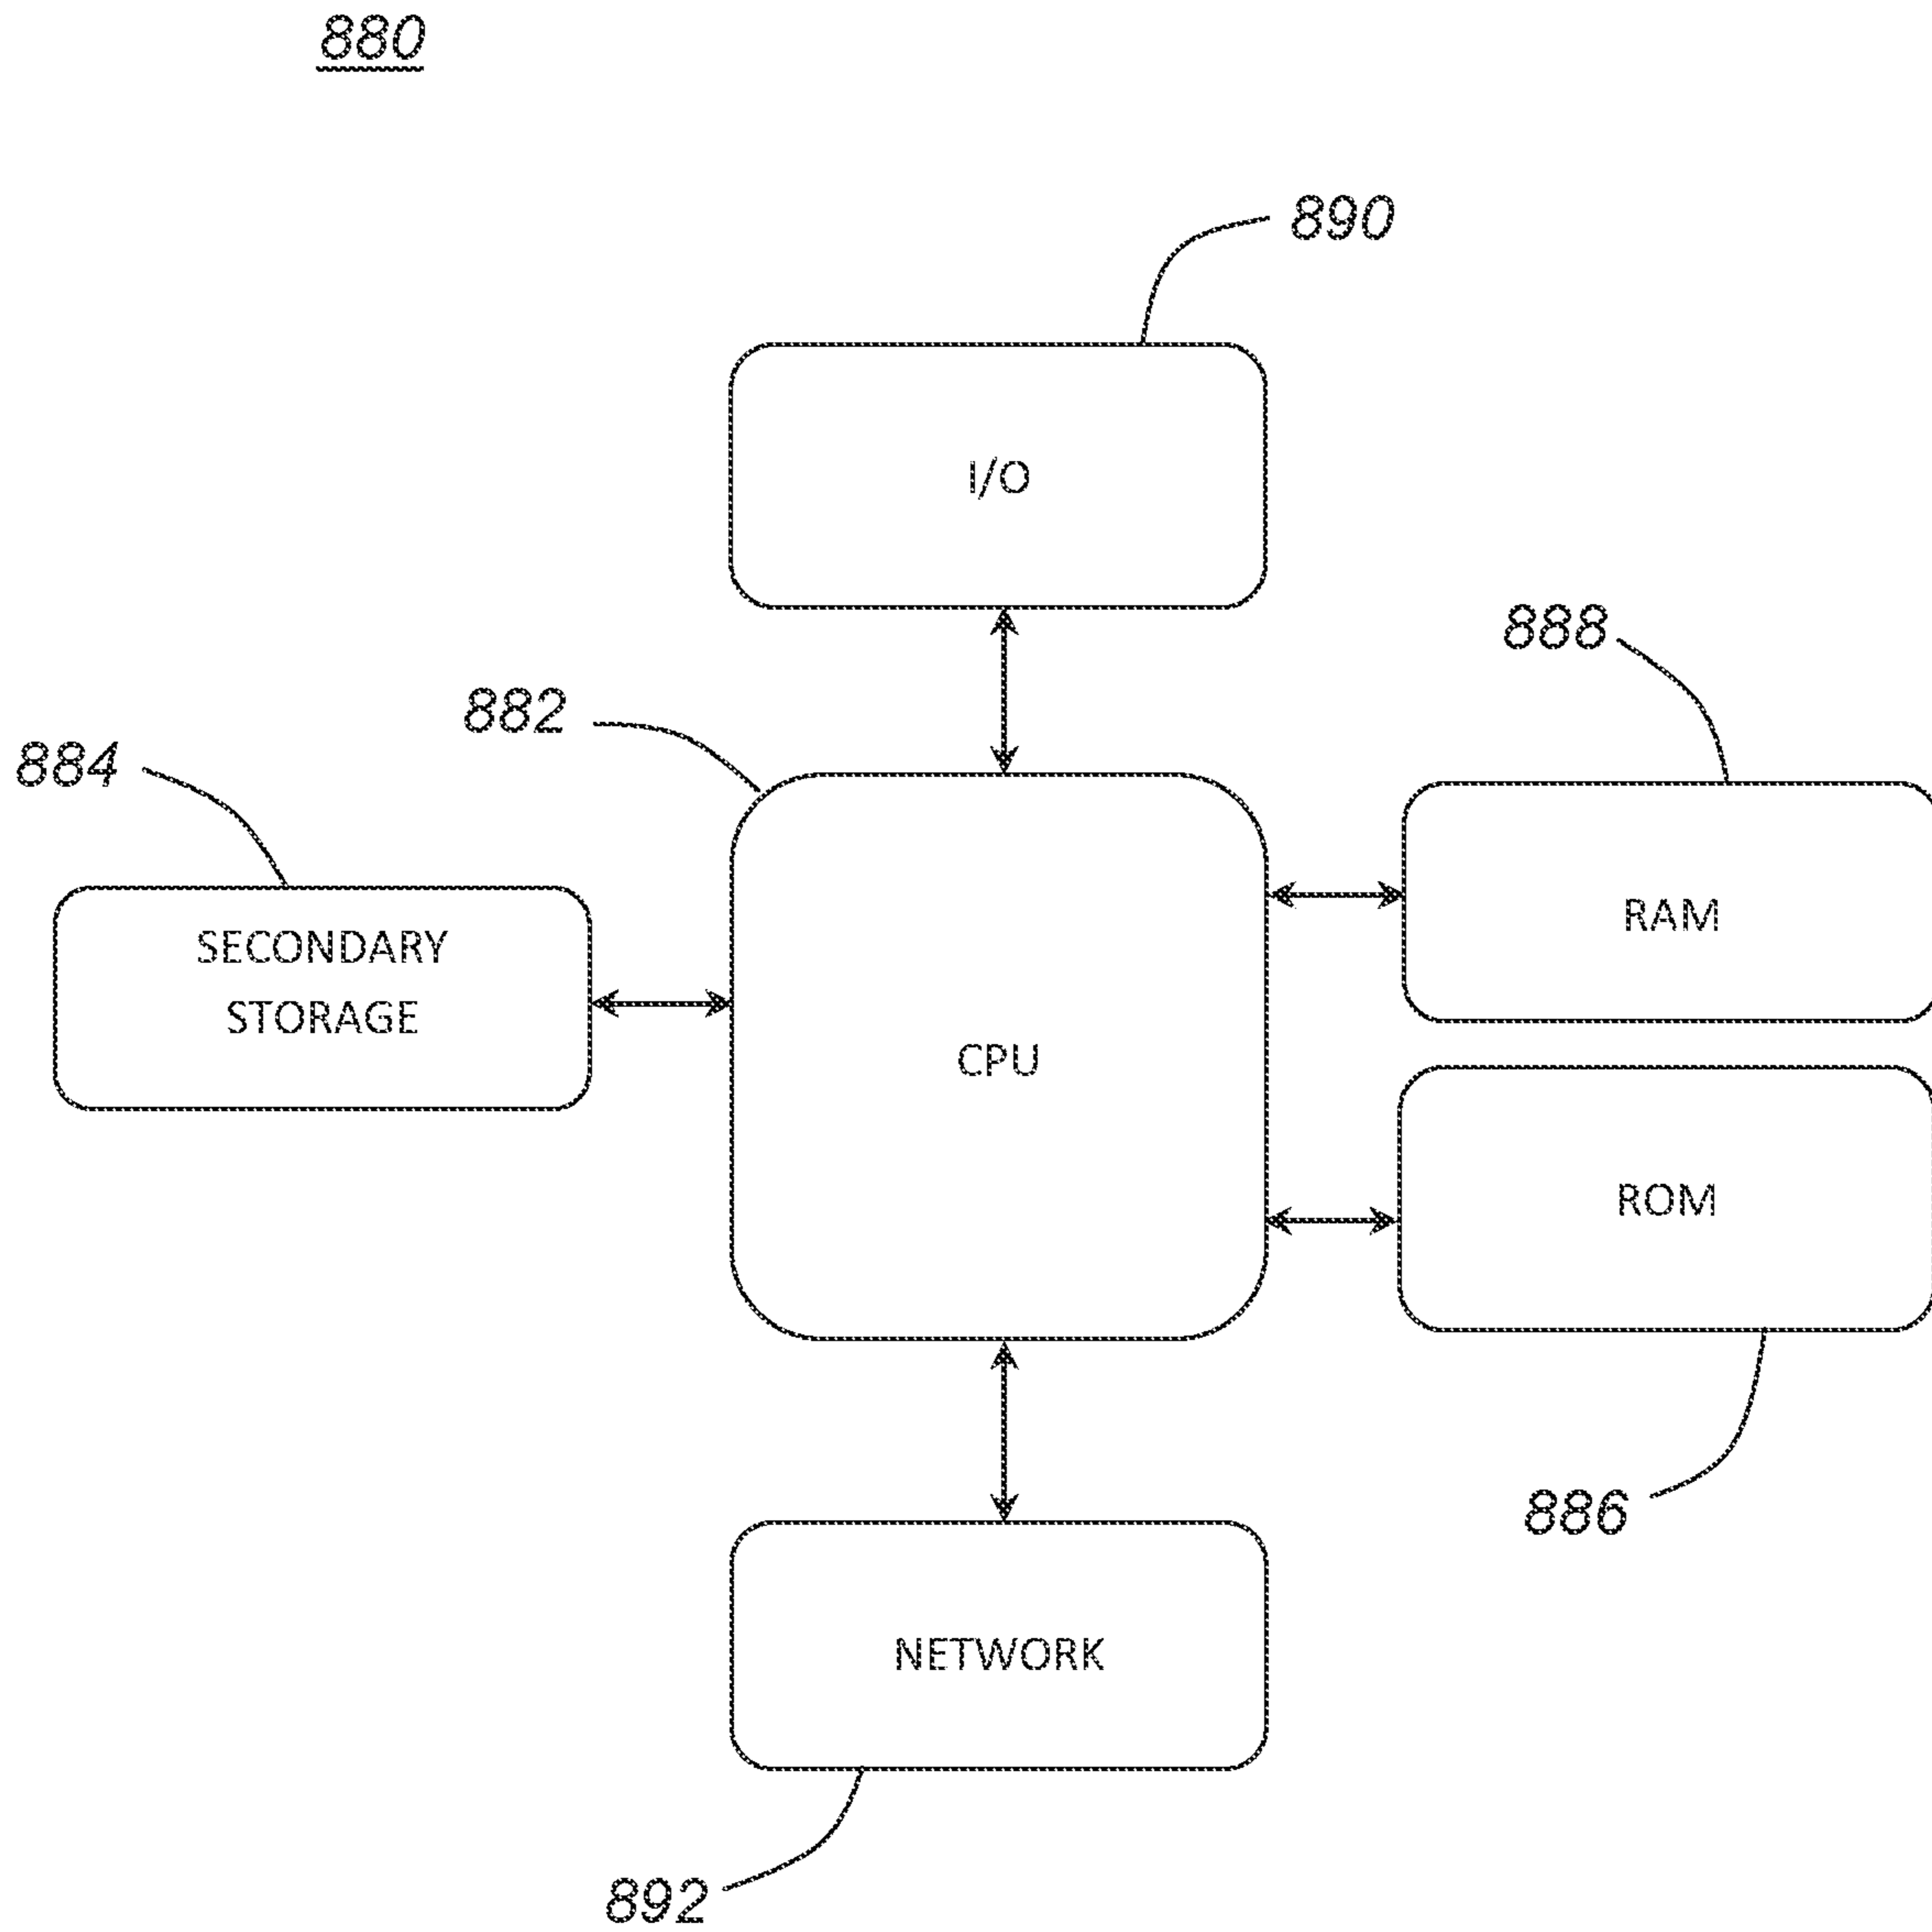 880
890
I/O
888
882
884
RAM
SECONDARY
STORAGE
CPU
ROM
886
NETWORK
892